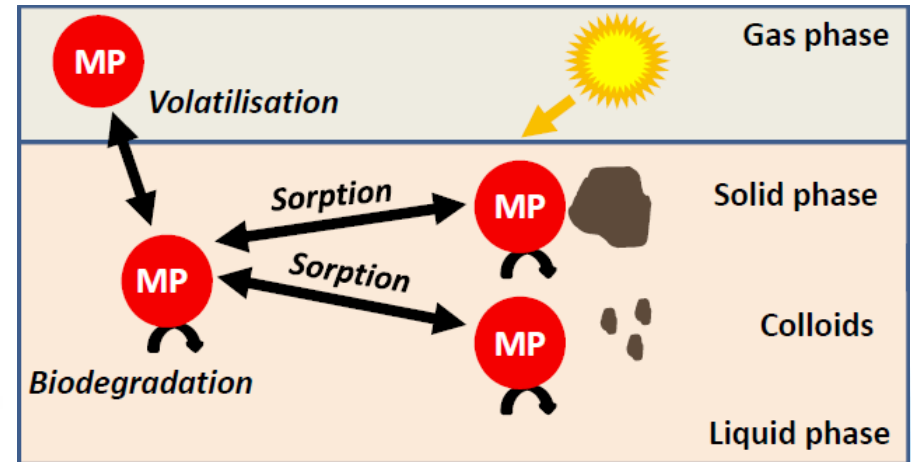 MP
Gas phase
Volatilisation
Sorption
MP
Solid phase
MP
Sorption
MP
Colloids
Biodegradation
Liquid phase